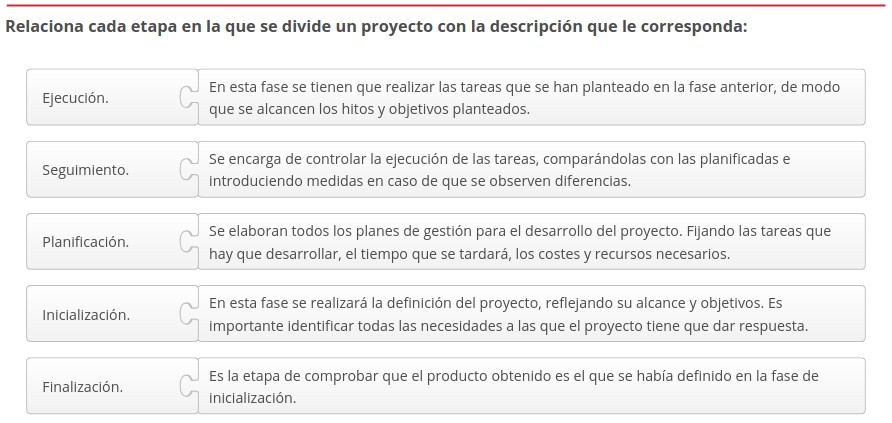 Relaciona cada etapa en la que se divide un proyecto con la descripción que le corresponda:
Ejecución.
En esta fase se tienen que realizar las tareas que se han planteado en la fase anterior, de modo
que se alcancen los hitos y objetivos planteados.
Seguimiento.
Se encarga de controlar la ejecución de las tareas, comparándolas con las planificadas e
introduciendo medidas en caso de que se observen diferencias.
Planificación.
Se elaboran todos los planes de gestión para el desarrollo del proyecto. Fijando las tareas que
hay que desarrollar, el tiempo que se tardará, los costes y recursos necesarios.
Inicialización.
En esta fase se realizará la definición del proyecto, reflejando su alcance y objetivos. Es
importante identificar todas las necesidades a las que el proyecto tiene que dar respuesta.
Finalización.
Es la etapa de comprobar que el producto obtenido es el que se había definido en la fase de
inicialización.